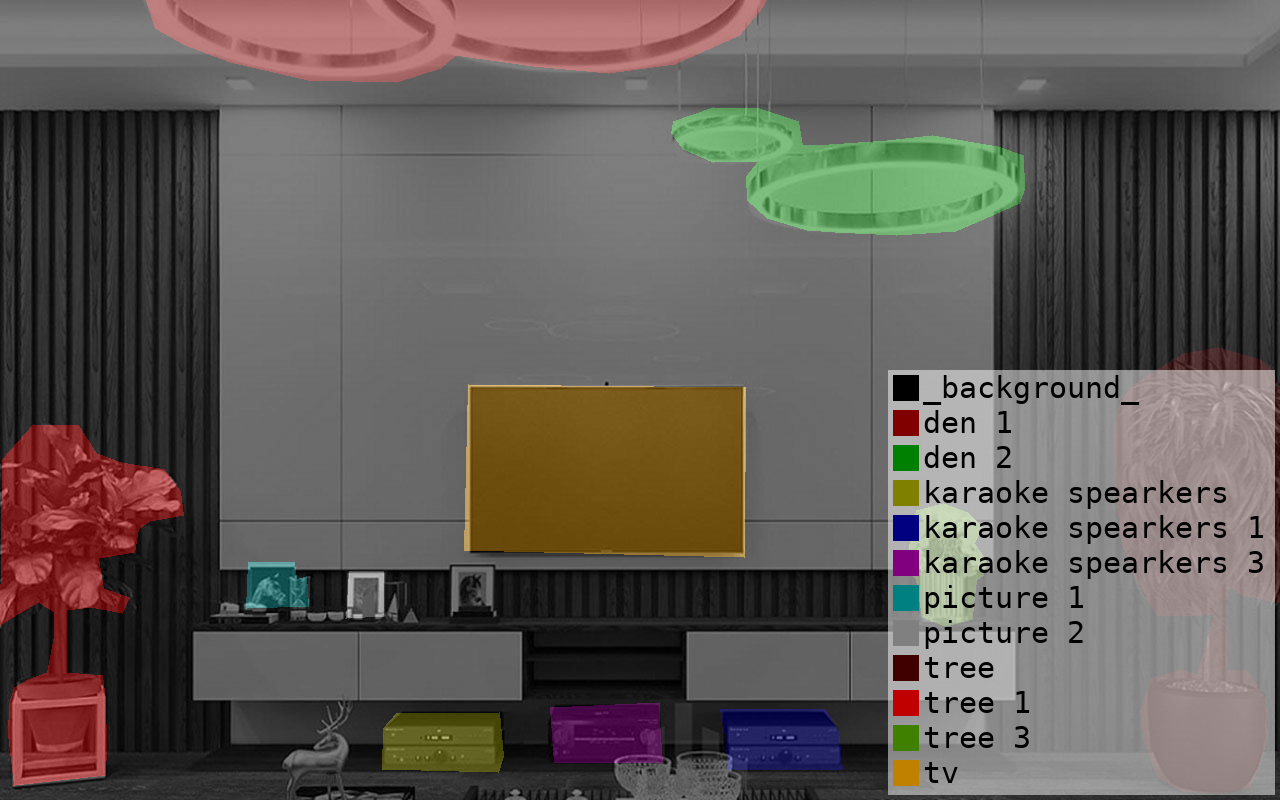 _background_
den 1
den 2
karaoke spearkers
karaoke spearkers 1
karaoke spearkers 3
picture 1
picture 2
tree
tree 1
tree 3
tv